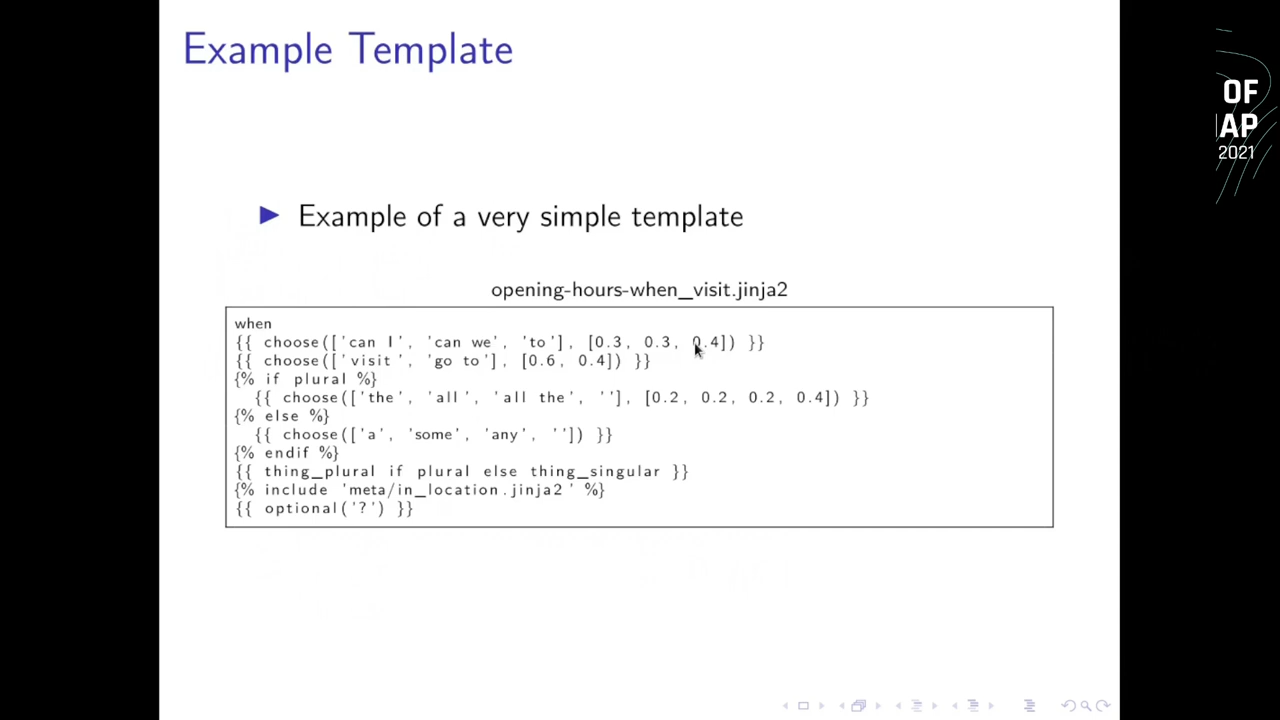 Example Template
OF
AP
2021
▶ Example of a very simple template
opening-hours-when_visit.jinja2
when
{{ choose(['can I', 'can we', 'to'], [0.3, 0.3, 0.4]) }}
{{ choose(['visit', 'go to'], [0.6, 0.4]) }}
{% if plural %}
  {{ choose(['the', 'all', 'all the', ''], [0.2, 0.2, 0.2, 0.4]) }}
{% else %}
  {{ choose(['a', 'some', 'any', '']) }}
{% endif %}
{{ thing_plural if plural else thing_singular }}
{% include 'meta/in_location.jinja2' %}
{{ optional('?') }}